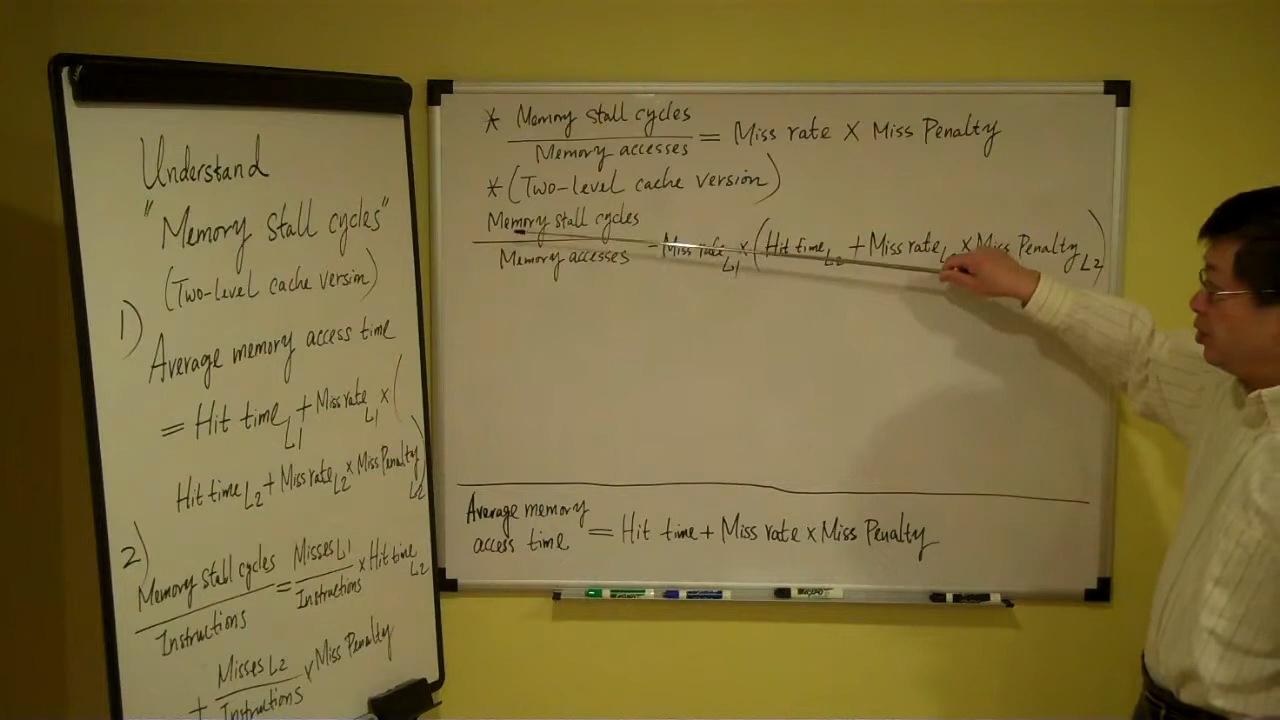 Understand
"Memory stall cycles"
(Two-level cache version)
1) Average memory access time
= Hit time L1 + Miss rate L1 × (
Hit time L2 + Miss rate L2 × Miss Penalty L2 )
2)
Memory stall cycles
Instructions
=
Misses L1
Instructions
× Hit time L2
+
Misses L2
Instructions
× Miss Penalty
* Memory stall cycles
Memory accesses
= Miss rate × Miss Penalty
* (Two-level cache version)
Memory stall cycles
Memory accesses
Miss rate L1 × (Hit time L2 + Miss rate L × Miss Penalty L2)
Average memory
access time
= Hit time + Miss rate × Miss Penalty